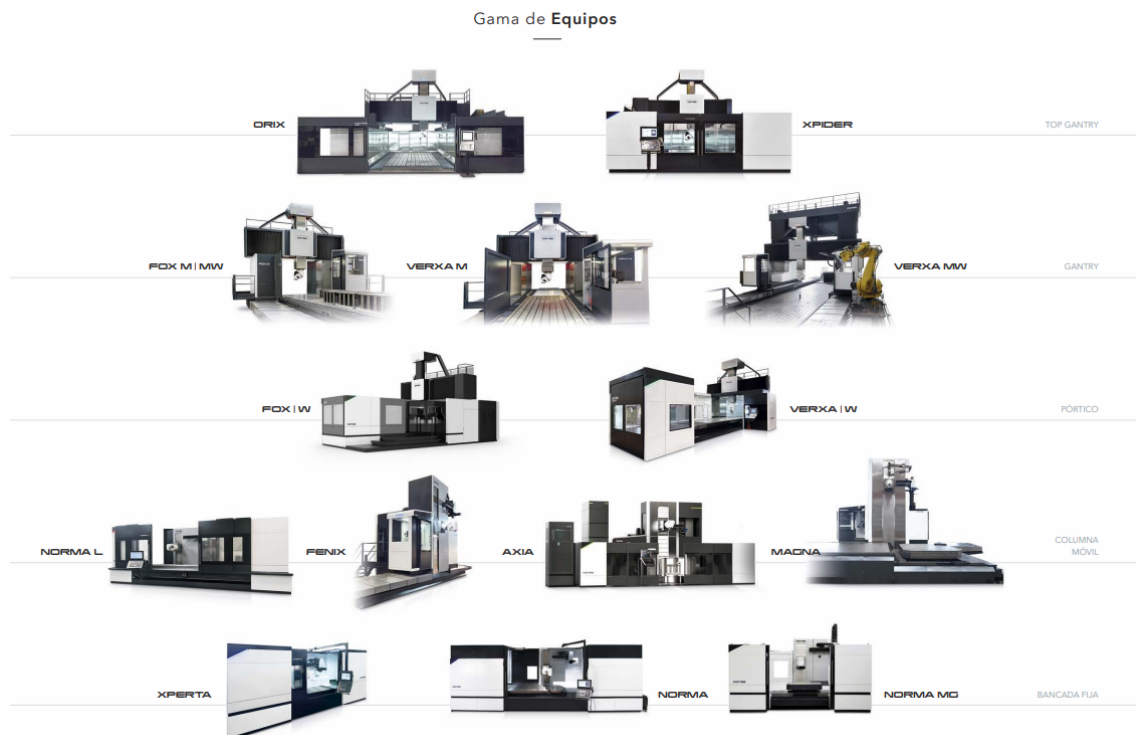 Gama de Equipos
ORIX
XPIDER
TOP GANTRY
FOX M | MW
VERXA M
VERXA MW
GANTRY
FOX | W
VERXA | W
PÓRTICO
NORMA L
FENIX
AXIA
MAGNA
COLUMNA
MÓVIL
XPERTA
NORMA
NORMA MG
BANCADA FIJA